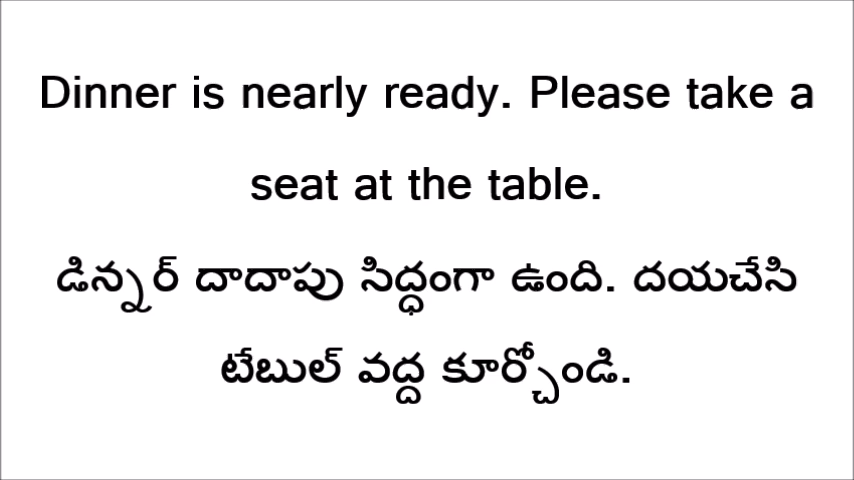 Dinner is nearly ready. Please take a
seat at the table.
డిన్నర్ దాదాపు సిద్ధంగా ఉంది. దయచేసి
టేబుల్ వద్ద కూర్చోండి.